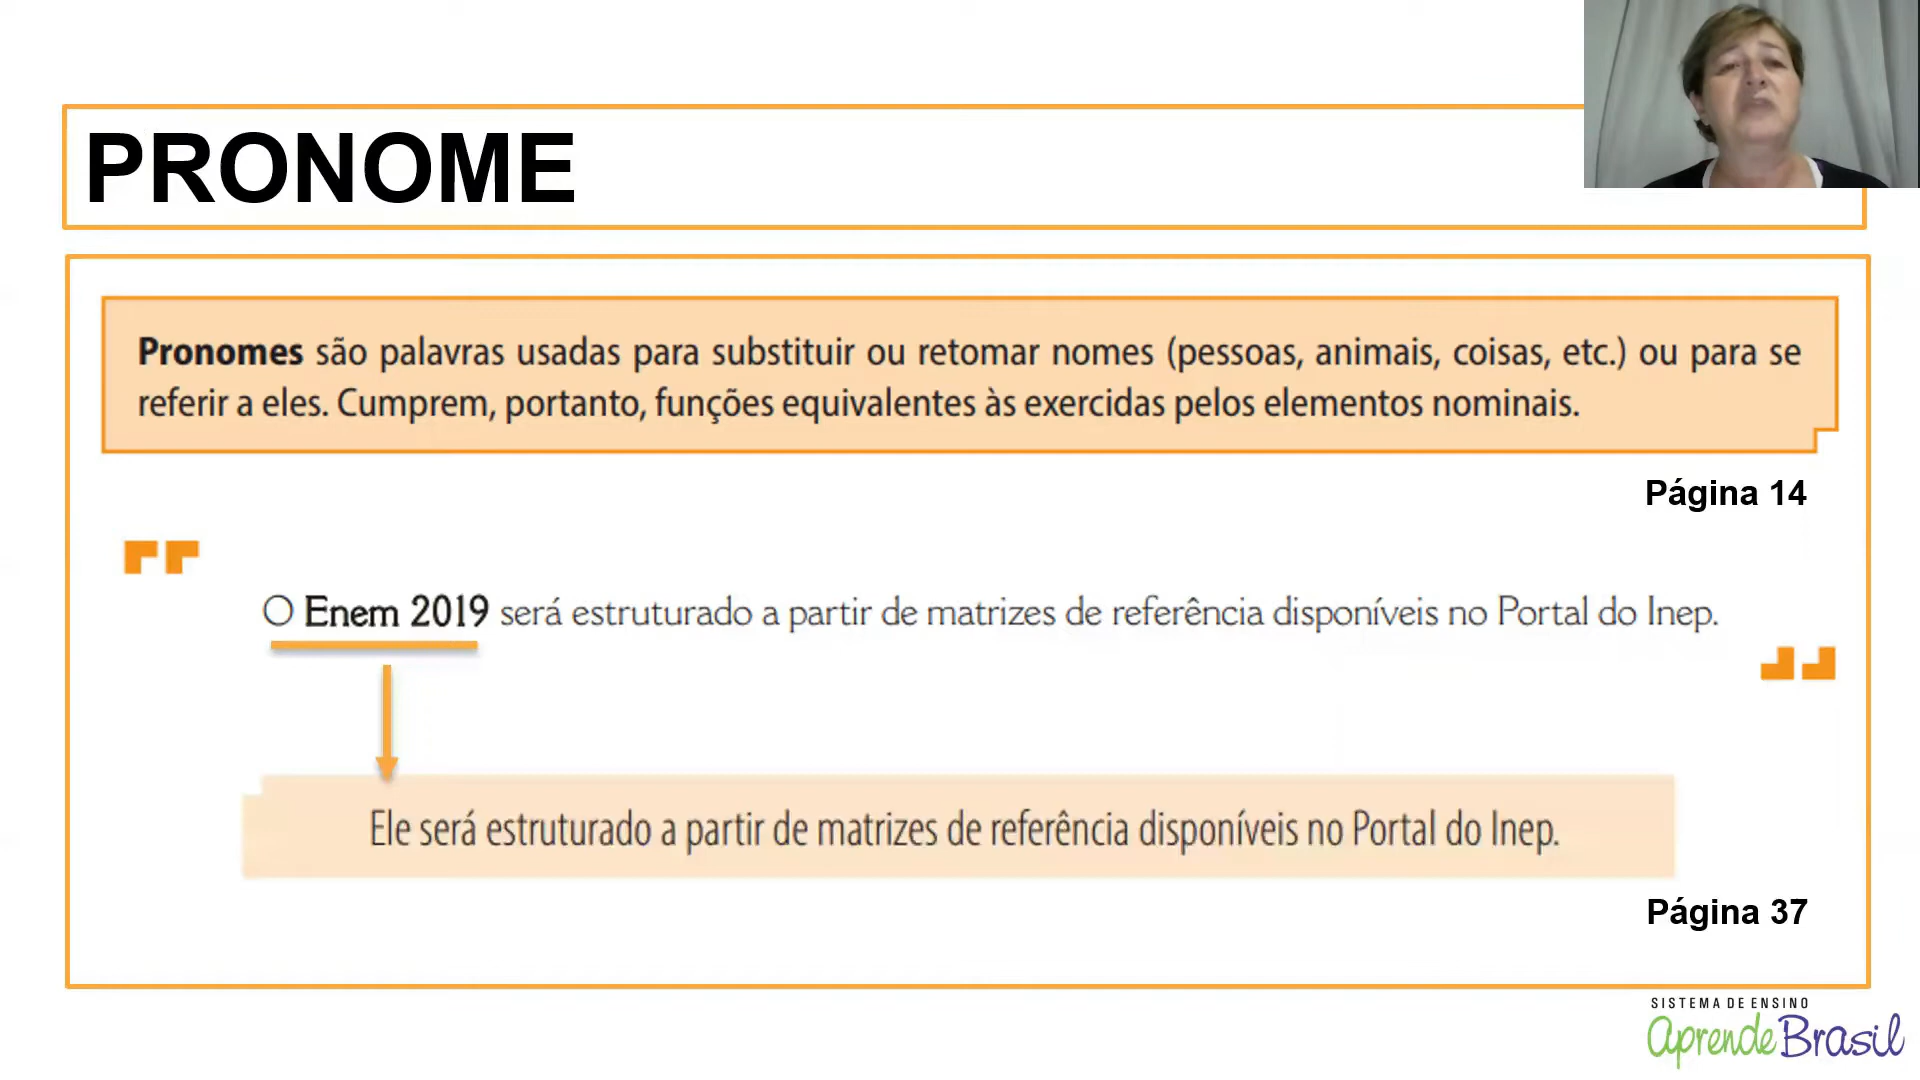 PRONOME
Pronomes são palavras usadas para substituir ou retomar nomes (pessoas, animais, coisas, etc.) ou para se
referir a eles. Cumprem, portanto, funções equivalentes às exercidas pelos elementos nominais.
Página 14
O Enem 2019 será estruturado a partir de matrizes de referência disponíveis no Portal do Inep.
Ele será estruturado a partir de matrizes de referência disponíveis no Portal do Inep.
Página 37
SISTEMA DE ENSINO
aprendeBrasil